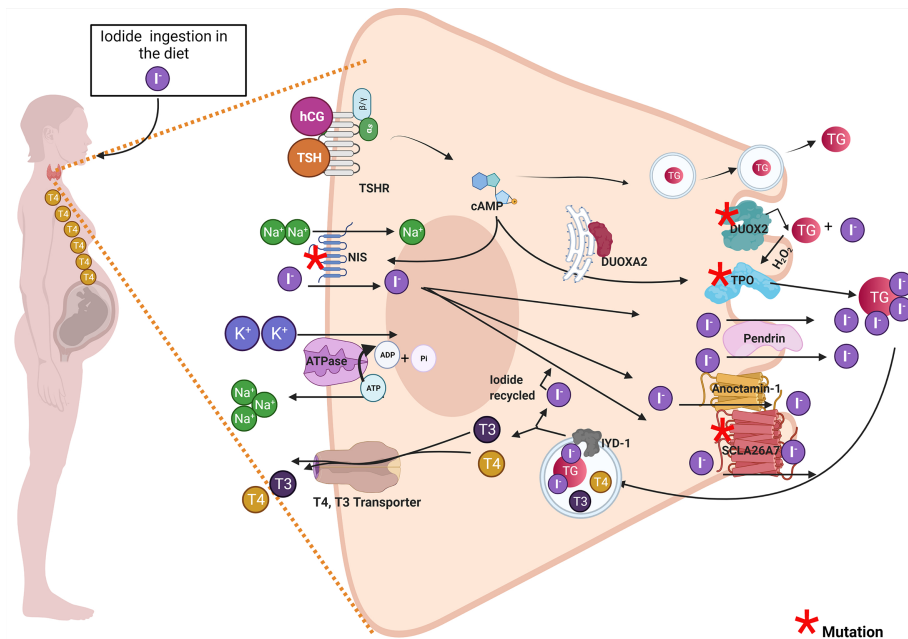 Iodide ingestion in
the diet
I-
T4
T4
T4
T4
T4
T4
hCG
β/γ
αs
TSH
TSHR
cAMP
P
TG
TG
TG
Na+
Na+
Na+
NIS
I-
I-
DUOXA2
DUOX2
TG
+
I-
H2O2
TPO
TG
I-
I-
I-
I-
I-
Pendrin
I-
I-
K+
K+
ATPase
ADP
+
Pi
ATP
Na+
Na+
Na+
Iodide
recycled
I-
I-
Anoctamin-1
I-
SCLA26A7
I-
I-
T3
T4
T4, T3 Transporter
T3
T4
IYD-1
I-
TG
I-
T4
T3
Mutation